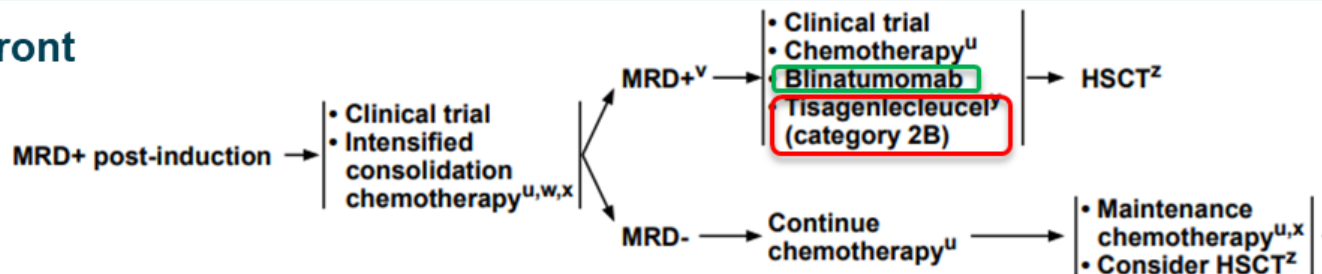 ront
MRD+ post-induction
• Clinical trial
• Intensified
consolidation
chemotherapyᵘ,ʷ,ˣ
MRD+ᵛ
• Clinical trial
• Chemotherapyᵘ
• Blinatumomab
• Tisagenlecleucelʸ
(category 2B)
HSCTᶻ
MRD-
Continue
chemotherapyᵘ
• Maintenance
chemotherapyᵘ,ˣ
• Consider HSCTᶻ